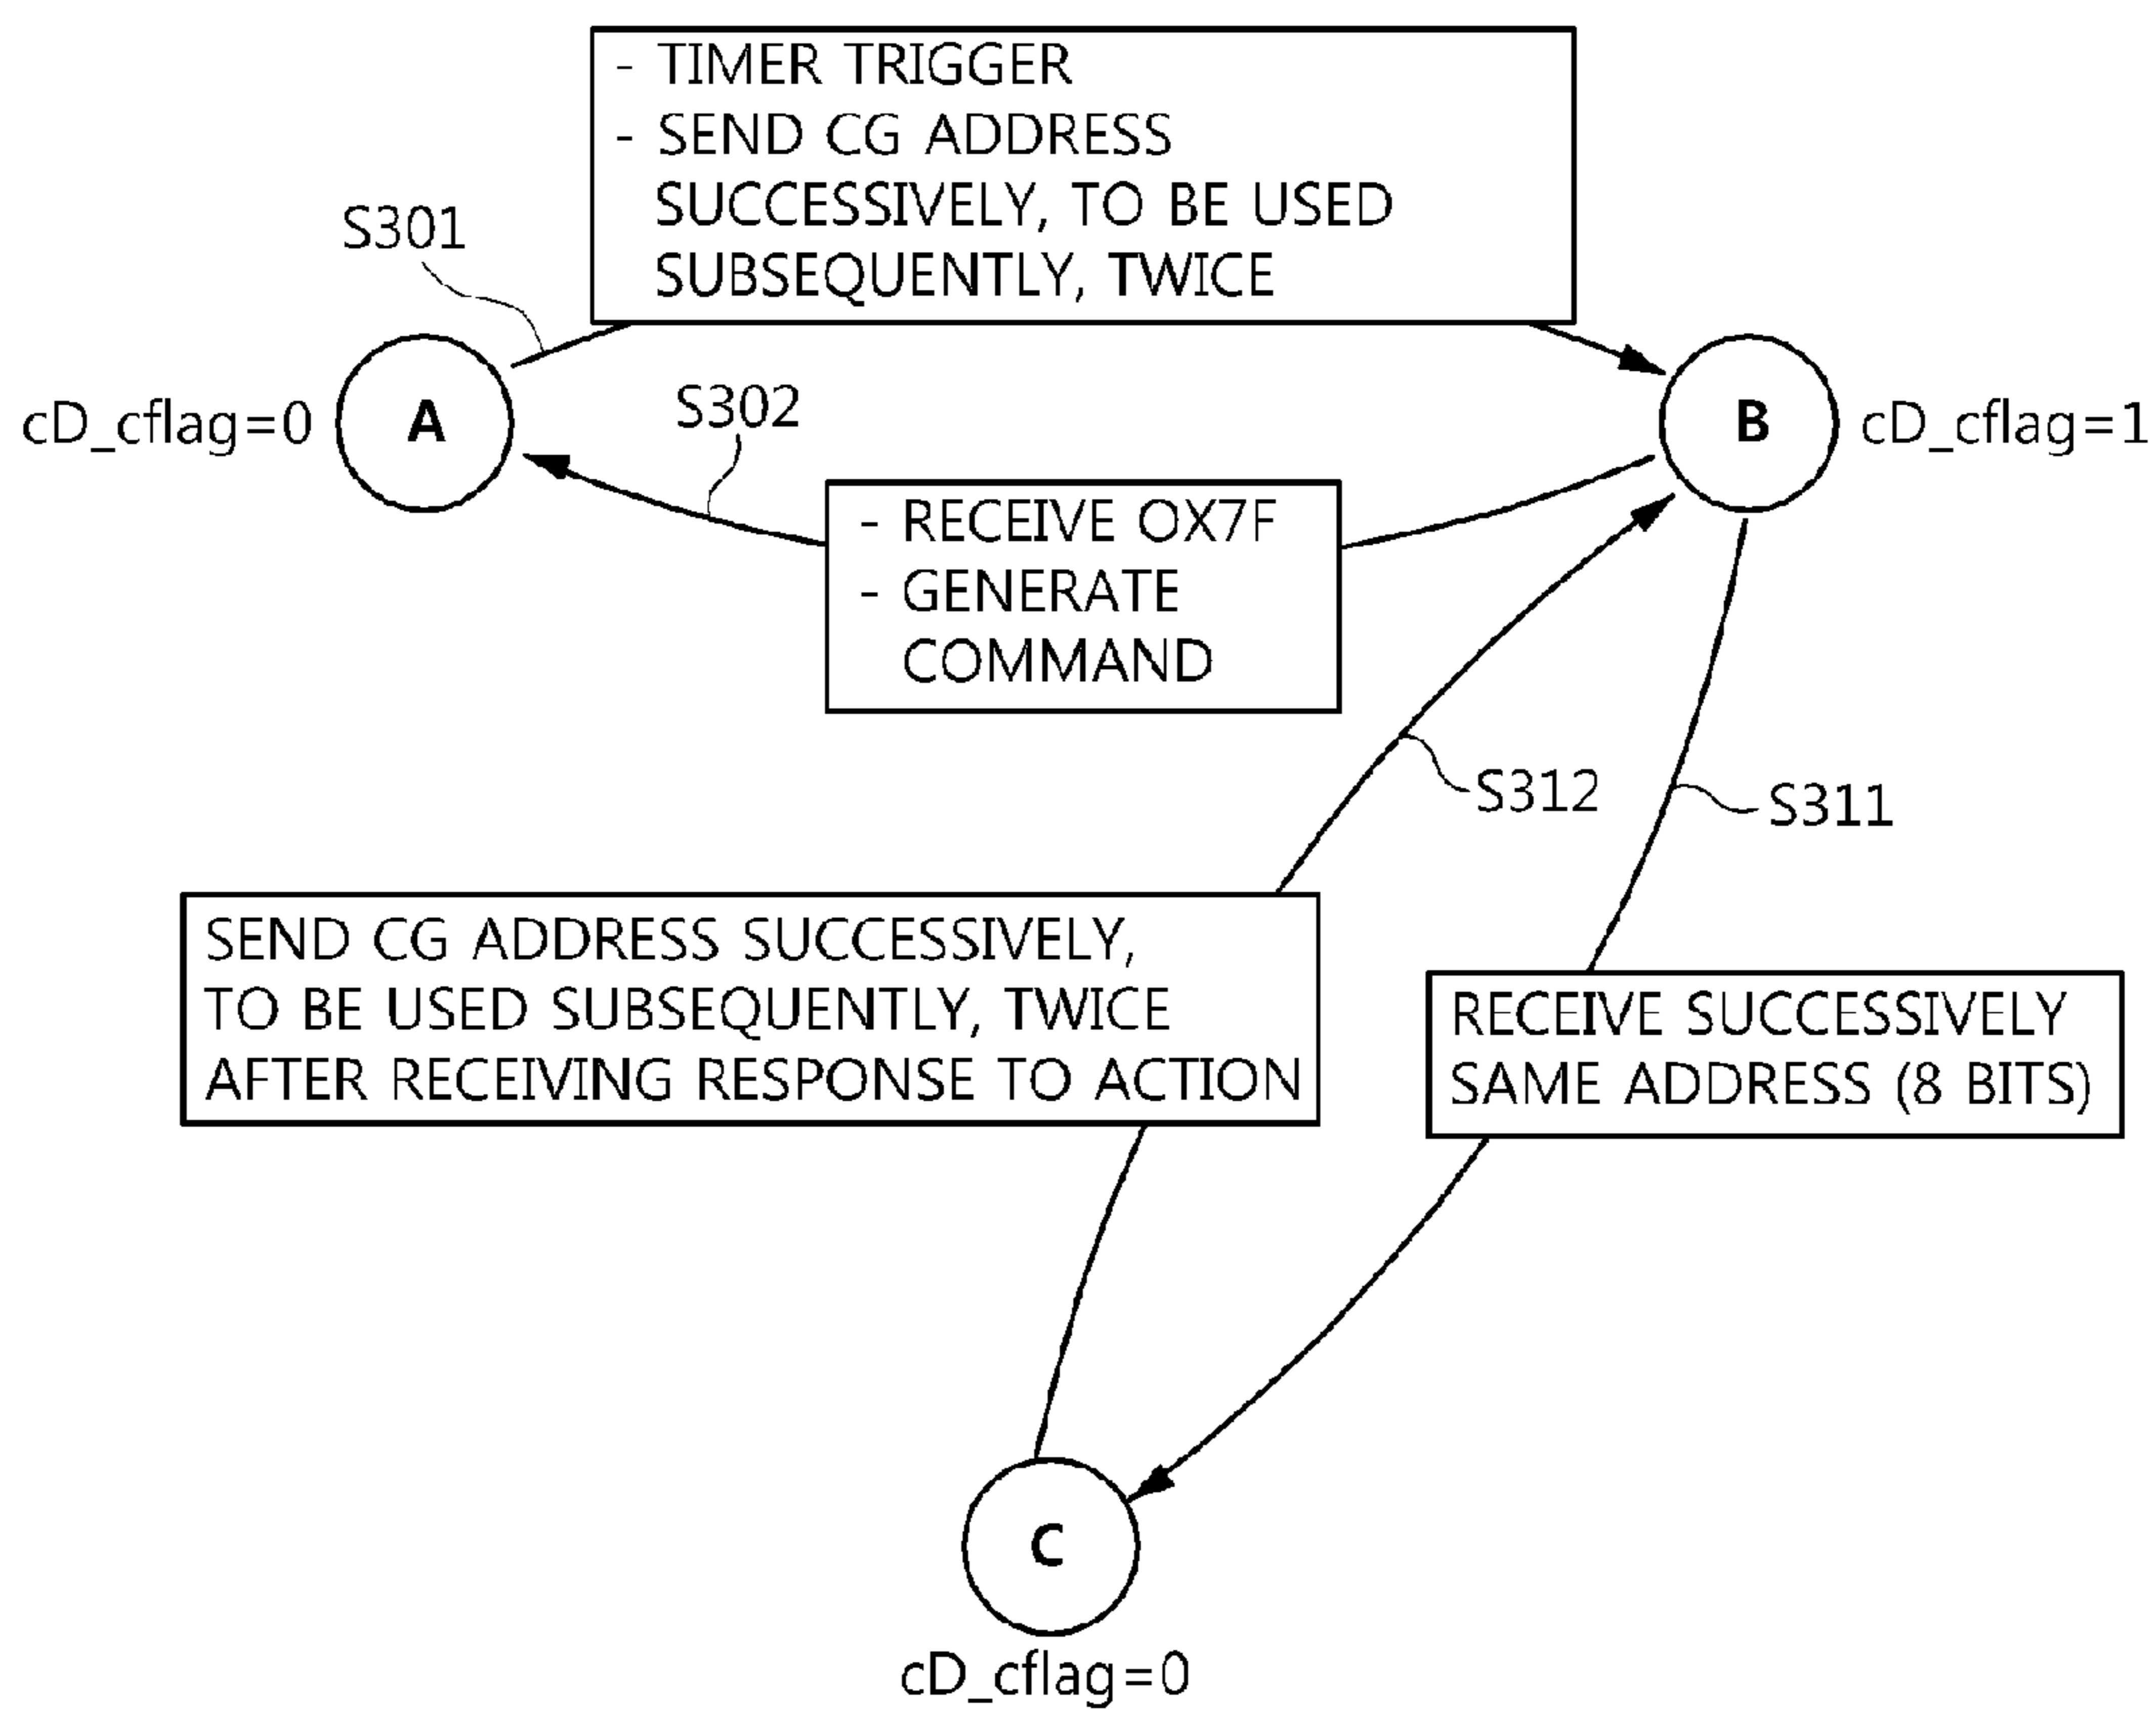 - TIMER TRIGGER
- SEND CG ADDRESS
SUCCESSIVELY, TO BE USED
SUBSEQUENTLY, TWICE
S301
S302
cD_cflag=0
A
B
cD_cflag=1
- RECEIVE OX7F
- GENERATE
COMMAND
S312
S311
SEND CG ADDRESS SUCCESSIVELY,
TO BE USED SUBSEQUENTLY, TWICE
AFTER RECEIVING RESPONSE TO ACTION
RECEIVE SUCCESSIVELY
SAME ADDRESS (8 BITS)
C
cD_cflag=0